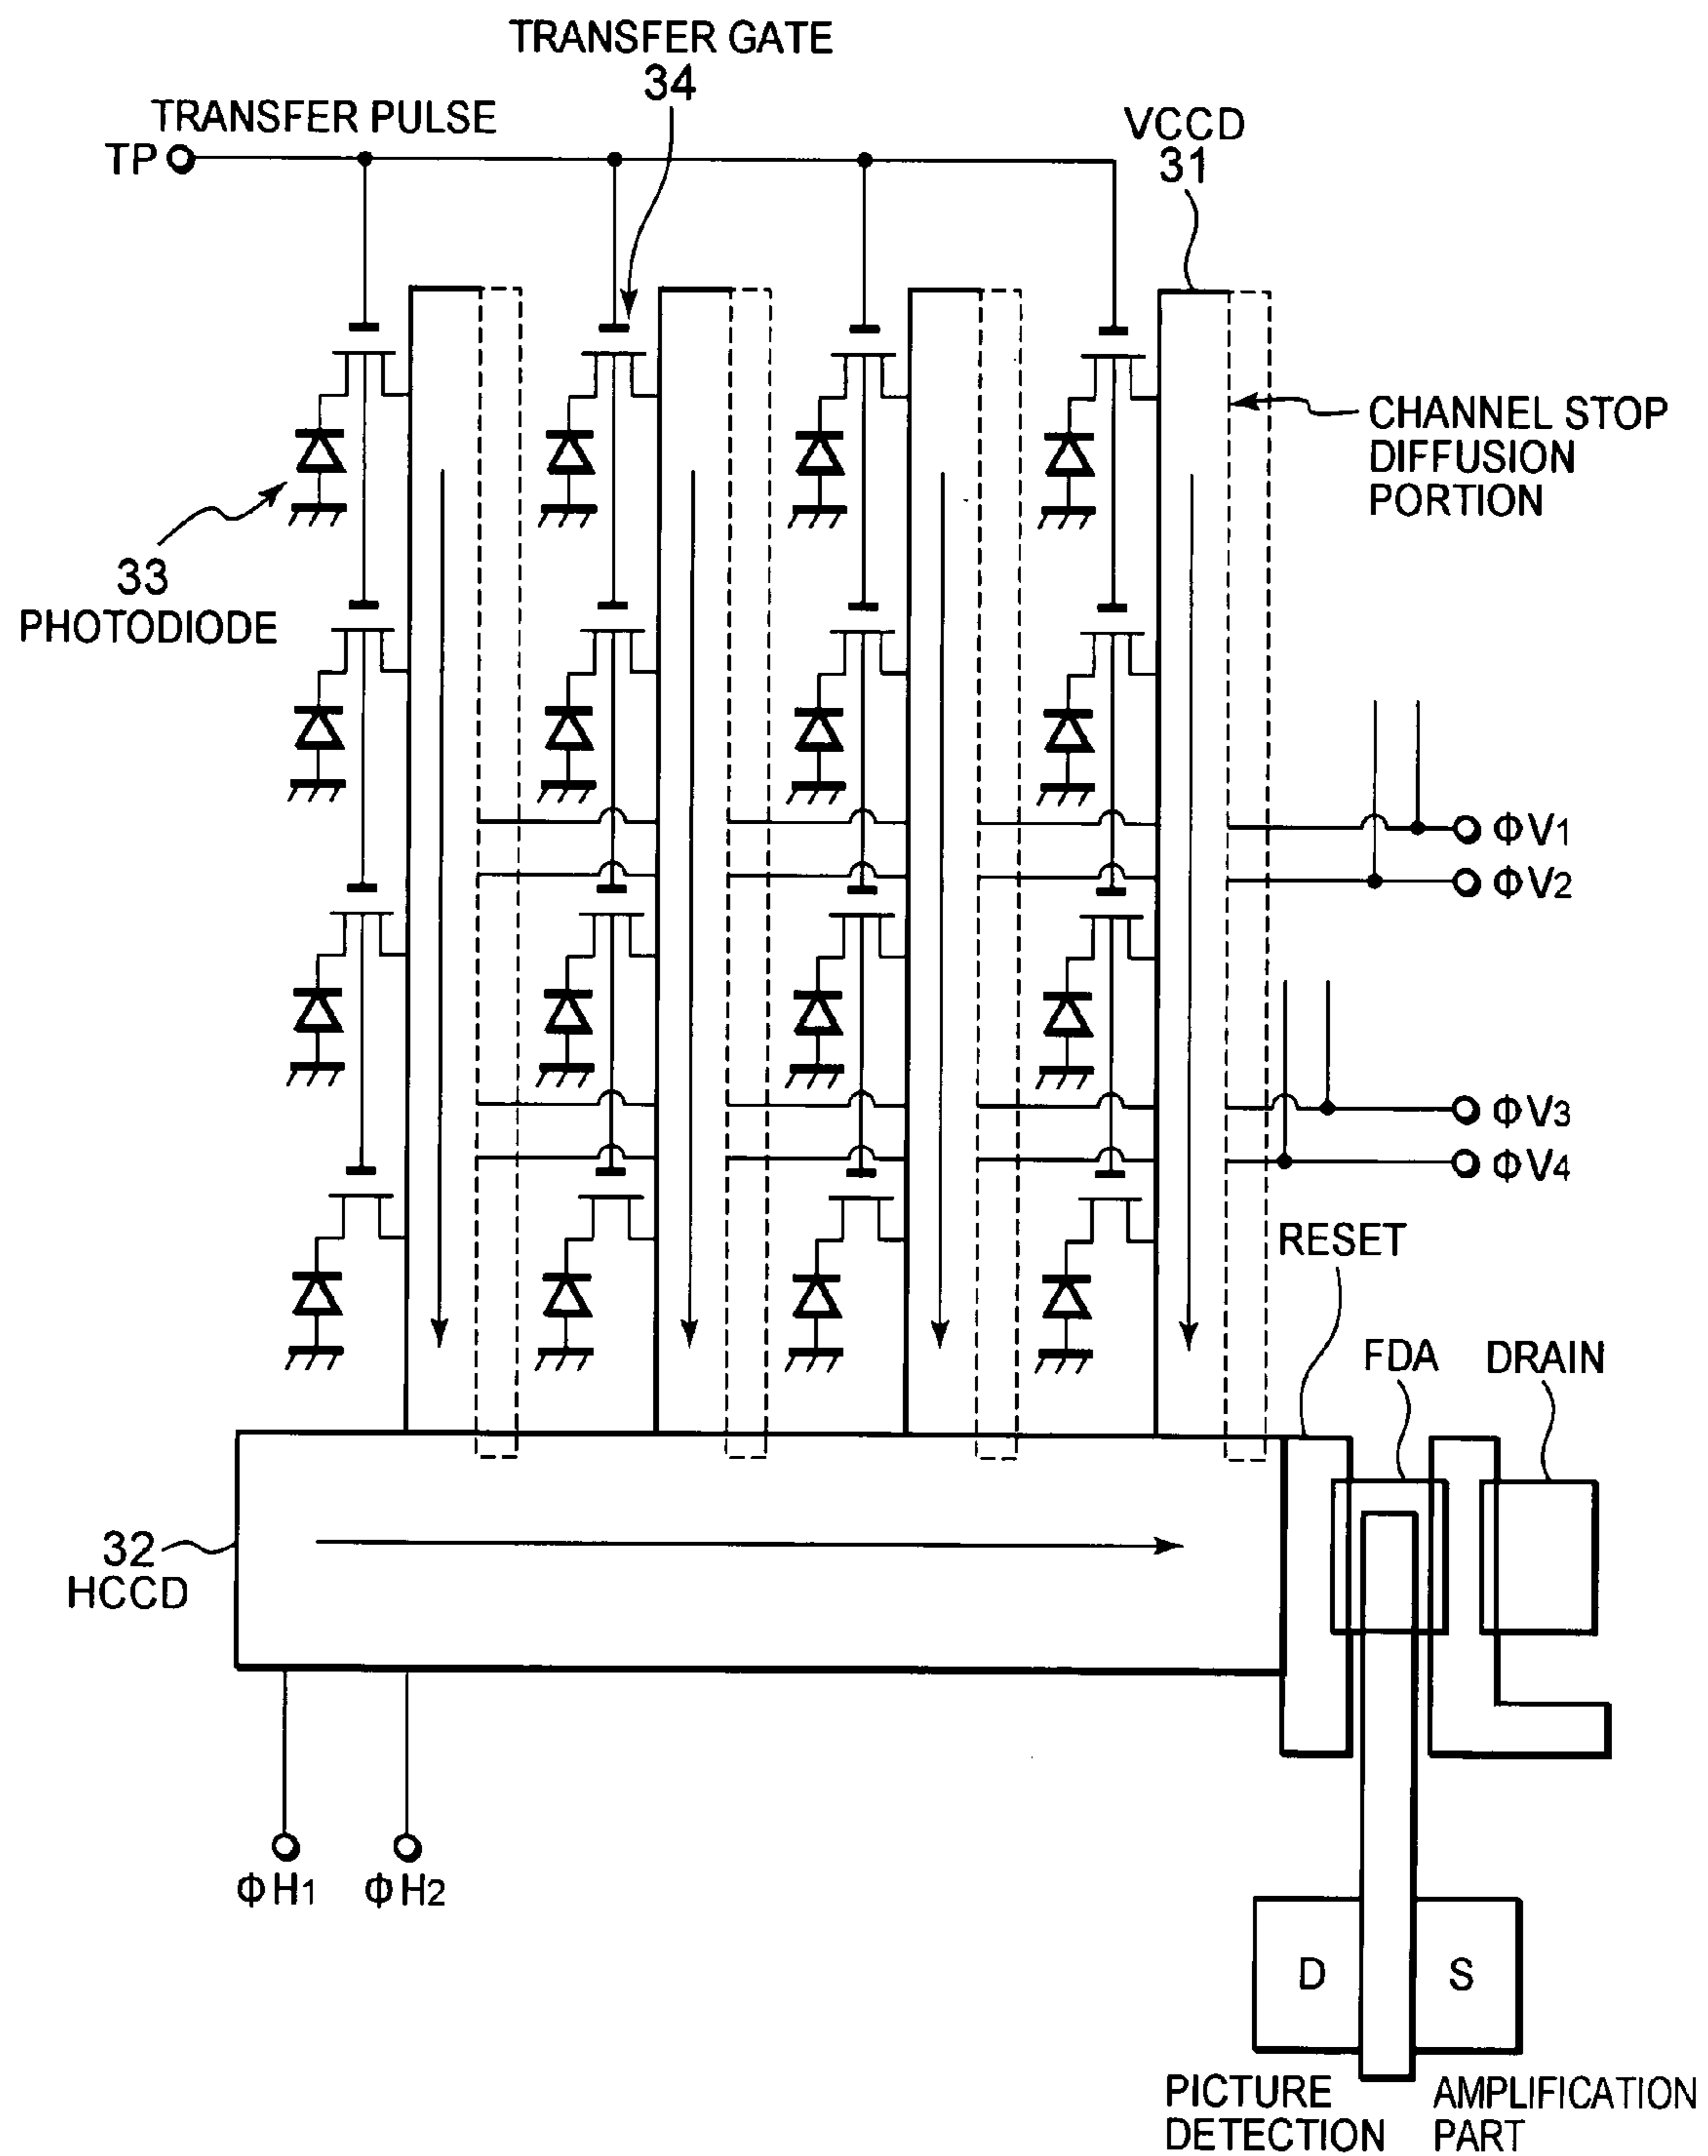 TRANSFER GATE
34
TRANSFER PULSE
TP
VCCD
31
CHANNEL STOP
DIFFUSION
PORTION
33
PHOTODIODE
ΦV1
ΦV2
ΦV3
ΦV4
RESET
FDA
DRAIN
32
HCCD
ΦH1
ΦH2
D
S
PICTURE
DETECTION
AMPLIFICATION
PART